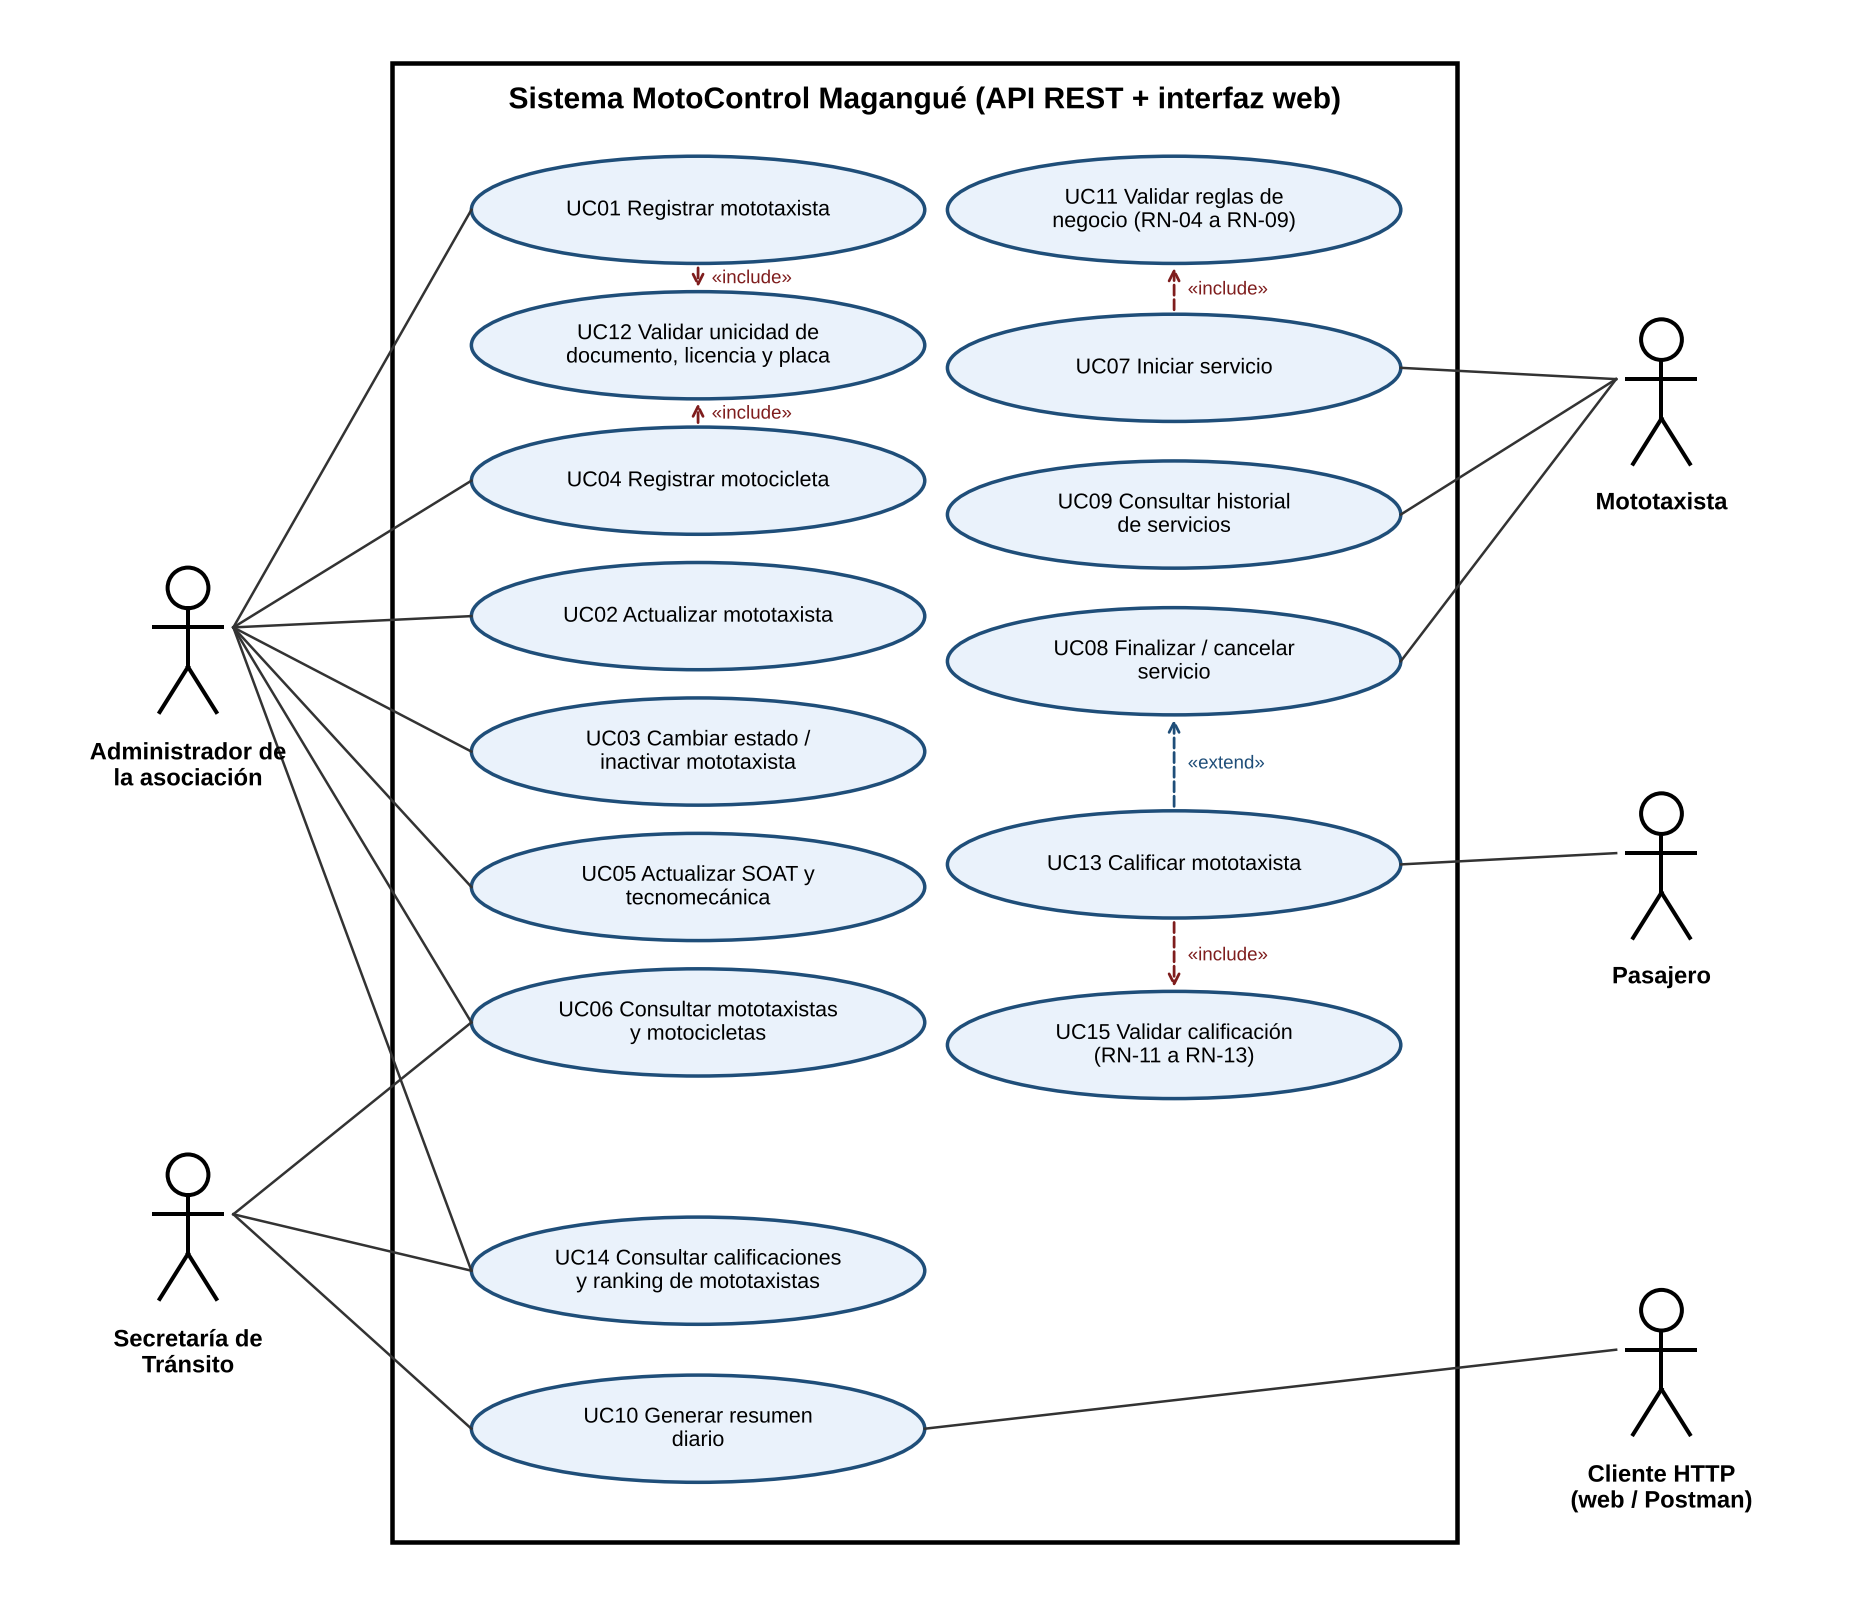 Sistema MotoControl Magangué (API REST + interfaz web)
UC01 Registrar mototaxista
«include»
UC12 Validar unicidad de
documento, licencia y placa
«include»
UC04 Registrar motocicleta
UC02 Actualizar mototaxista
UC03 Cambiar estado /
inactivar mototaxista
UC05 Actualizar SOAT y
tecnomecánica
UC06 Consultar mototaxistas
y motocicletas
UC14 Consultar calificaciones
y ranking de mototaxistas
UC10 Generar resumen
diario
UC11 Validar reglas de
negocio (RN-04 a RN-09)
«include»
UC07 Iniciar servicio
UC09 Consultar historial
de servicios
UC08 Finalizar / cancelar
servicio
«extend»
UC13 Calificar mototaxista
«include»
UC15 Validar calificación
(RN-11 a RN-13)
Administrador de
la asociación
Secretaría de
Tránsito
Mototaxista
Pasajero
Cliente HTTP
(web / Postman)